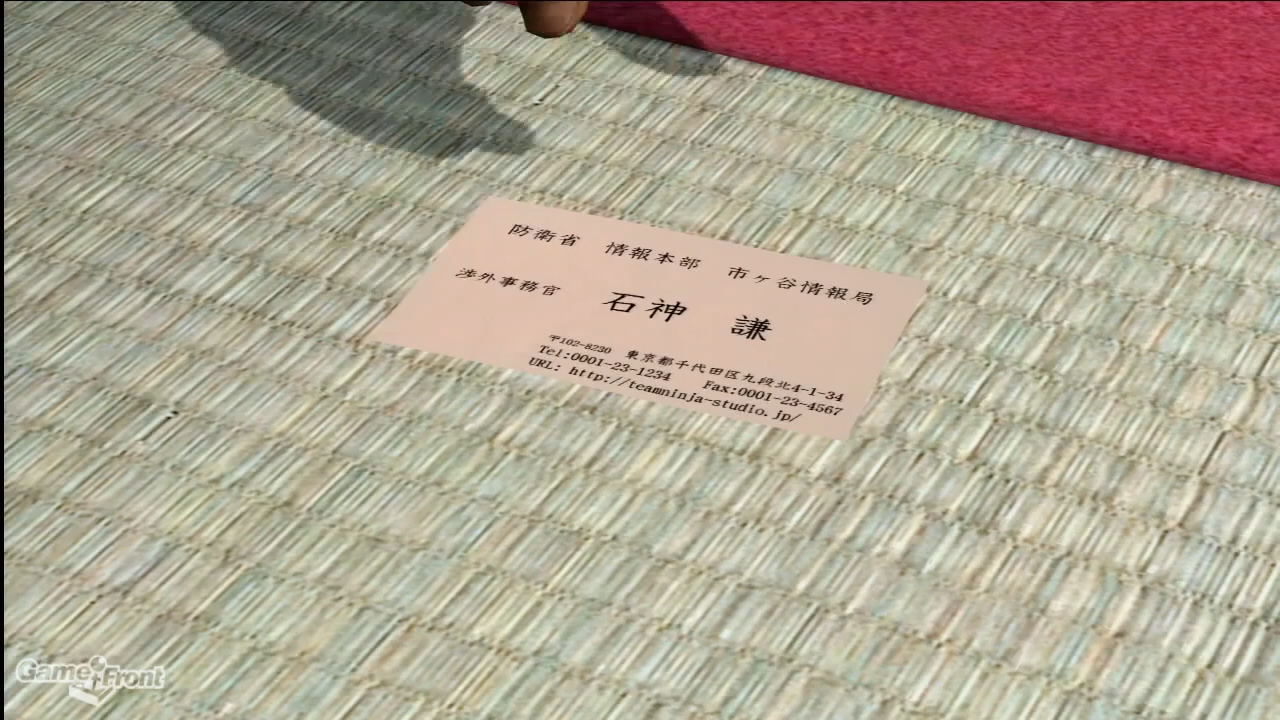 防衛省　情報本部　市ヶ谷情報局
渉外事務官　石神　謙
〒102-8230　東京都千代田区九段北4-1-34
Tel:0001-23-1234　Fax:0001-23-4567
URL: http://teamninja-studio.jp/
GameFront